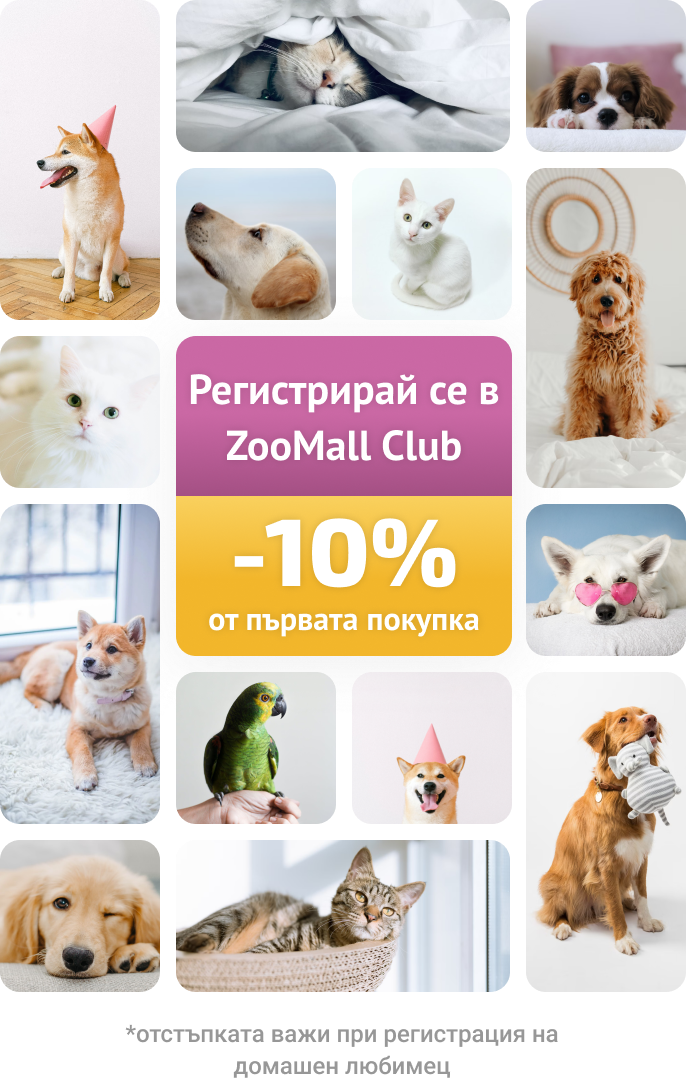 Регистрирай се в
ZooMall Club
-10%
от първата покупка
*отстъпката важи при регистрация на
домашен любимец